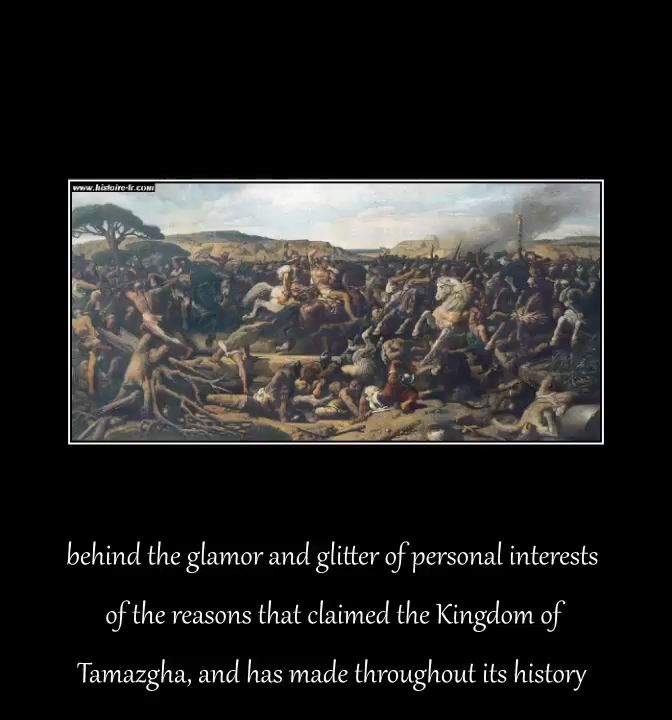 www.histoire-fr.com
behind the glamor and glitter of personal interests
of the reasons that claimed the Kingdom of
Tamazgha, and has made throughout its history